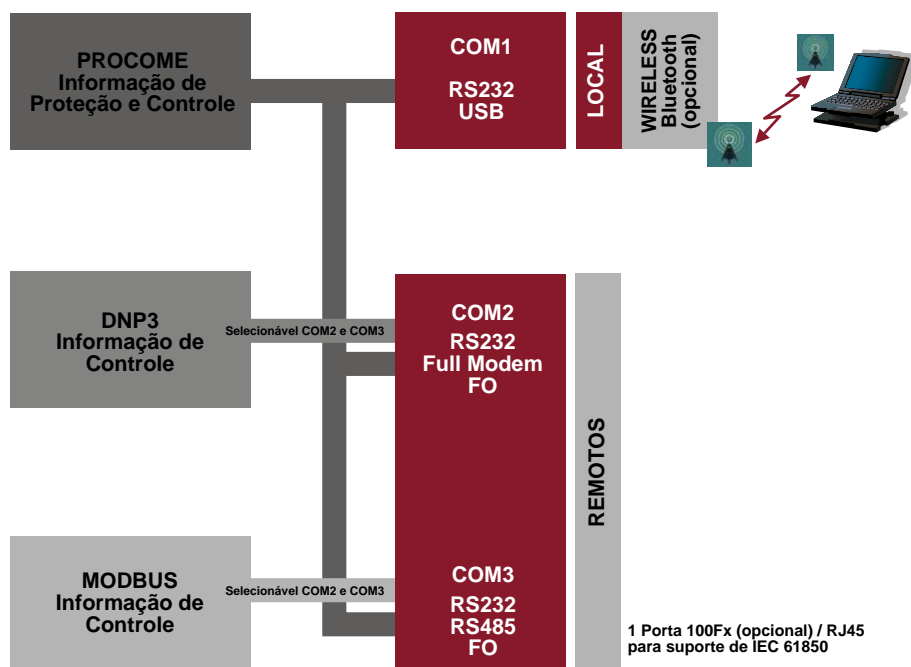 PROCOME
Informação de
Proteção e Controle
COM1
RS232
USB
LOCAL
WIRELESS
Bluetooth
(opcional)
DNP3
Informação de
Controle
Selecionável COM2 e COM3
COM2
RS232
Full Modem
FO
REMOTOS
MODBUS
Informação de
Controle
Selecionável COM2 e COM3
COM3
RS232
RS485
FO
1 Porta 100Fx (opcional) / RJ45
para suporte de IEC 61850